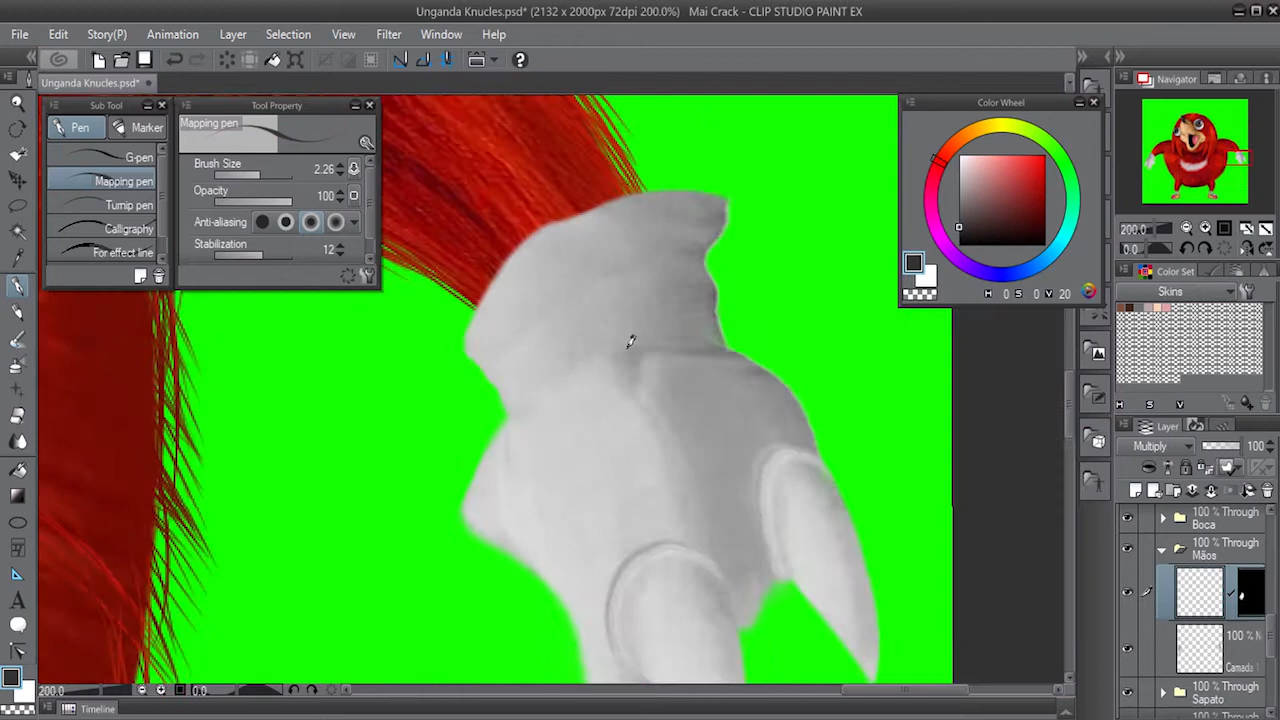 Unganda Knucles.psd* (2132 x 2000px 72dpi 200.0%)   Mai Crack - CLIP STUDIO PAINT EX
File Edit Story(P) Animation Layer Selection View Filter Window Help
Unganda Knucles.psd*
Sub Tool
Pen Marker
G-pen
Mapping pen
Turnip pen
Calligraphy
For effect line
Tool Property
Mapping pen
Brush Size 2.26
Opacity 100
Anti-aliasing
Stabilization 12
Color Wheel
H 0 S 0 V 20
Navigator
200.0
0.0
Color Set
Skins
H S V
Layer
Multiply 100
100 % Through
Boca
100 % Through
Mãos
100 % N
Camada
100 % Through
Sapato
100 % Through
200.0 0.0
Timeline